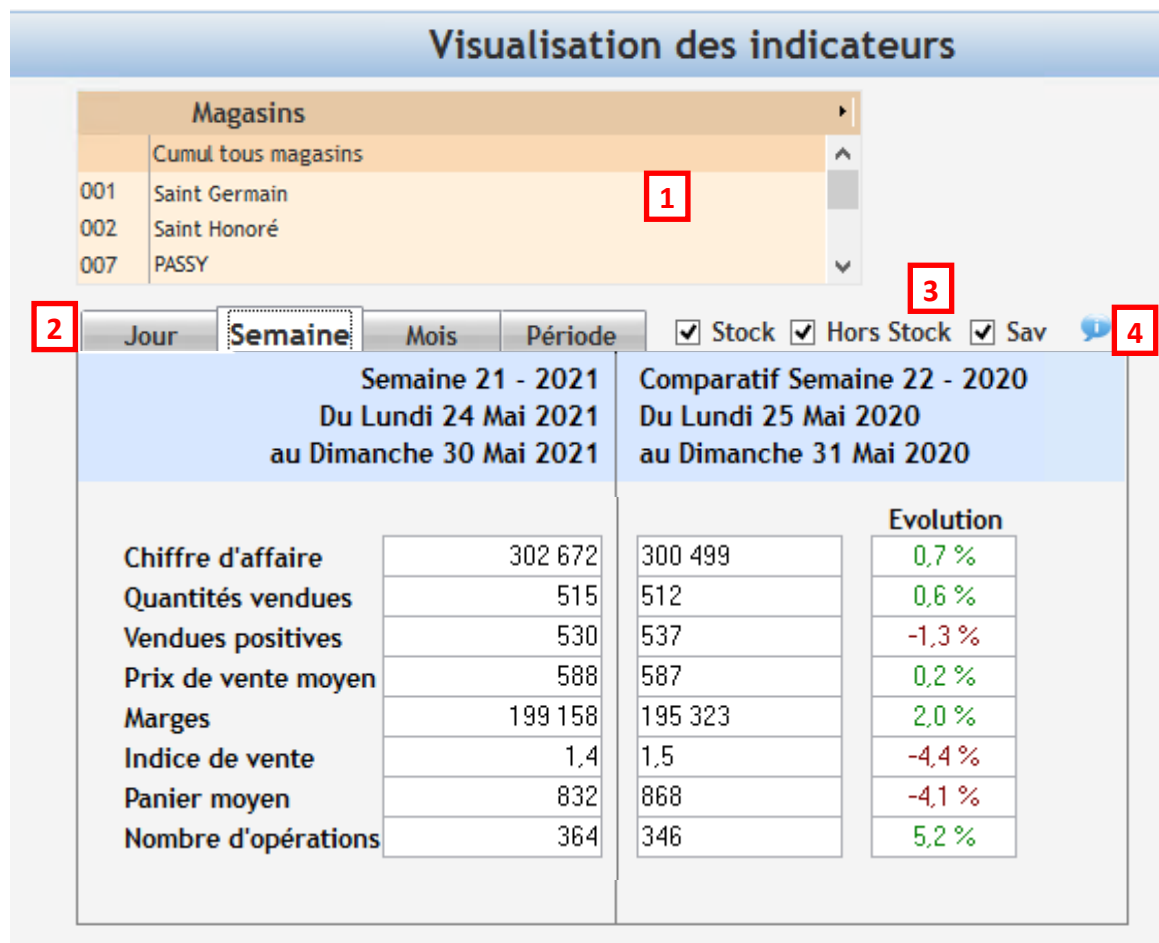 Visualisation des indicateurs
Magasins
Cumul tous magasins
001 Saint Germain
1
002 Saint Honoré
007 PASSY
3
2 Jour Semaine Mois Période Stock Hors Stock Sav 4
Semaine 21 - 2021 Comparatif Semaine 22 - 2020
Du Lundi 24 Mai 2021 Du Lundi 25 Mai 2020
au Dimanche 30 Mai 2021 au Dimanche 31 Mai 2020
Evolution
Chiffre d'affaire 302 672 300 499 0,7 %
Quantités vendues 515 512 0,6 %
Vendues positives 530 537 -1,3 %
Prix de vente moyen 588 587 0,2 %
Marges 199 158 195 323 2,0 %
Indice de vente 1,4 1,5 -4,4 %
Panier moyen 832 868 -4,1 %
Nombre d'opérations 364 346 5,2 %